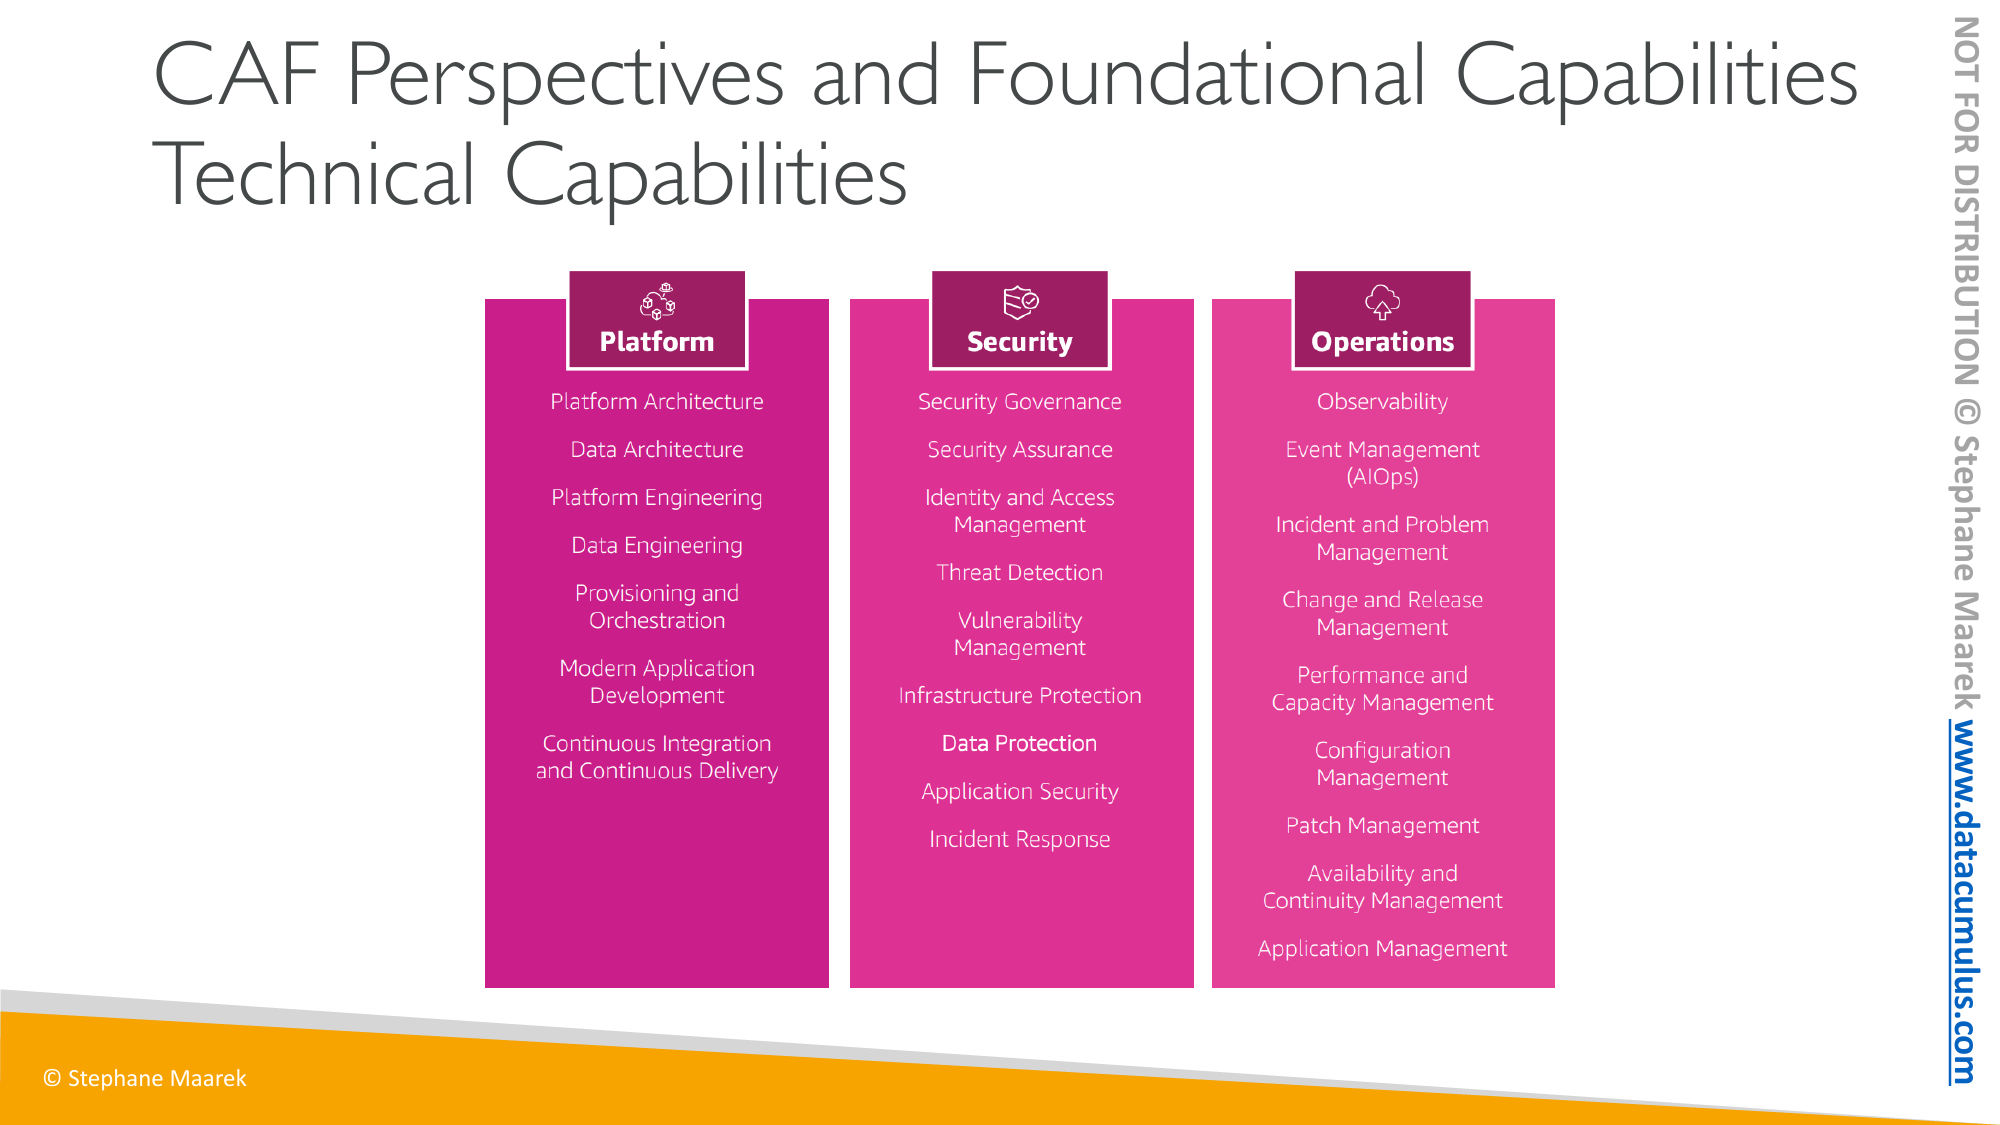 CAF Perspectives and Foundational Capabilities
Technical Capabilities
Platform
Platform Architecture
Data Architecture
Platform Engineering
Data Engineering
Provisioning and
Orchestration
Modern Application
Development
Continuous Integration
and Continuous Delivery
Security
Security Governance
Security Assurance
Identity and Access
Management
Threat Detection
Vulnerability
Management
Infrastructure Protection
Data Protection
Application Security
Incident Response
Operations
Observability
Event Management
(AIOps)
Incident and Problem
Management
Change and Release
Management
Performance and
Capacity Management
Configuration
Management
Patch Management
Availability and
Continuity Management
Application Management
© Stephane Maarek
NOT FOR DISTRIBUTION © Stephane Maarek www.datacumulus.com